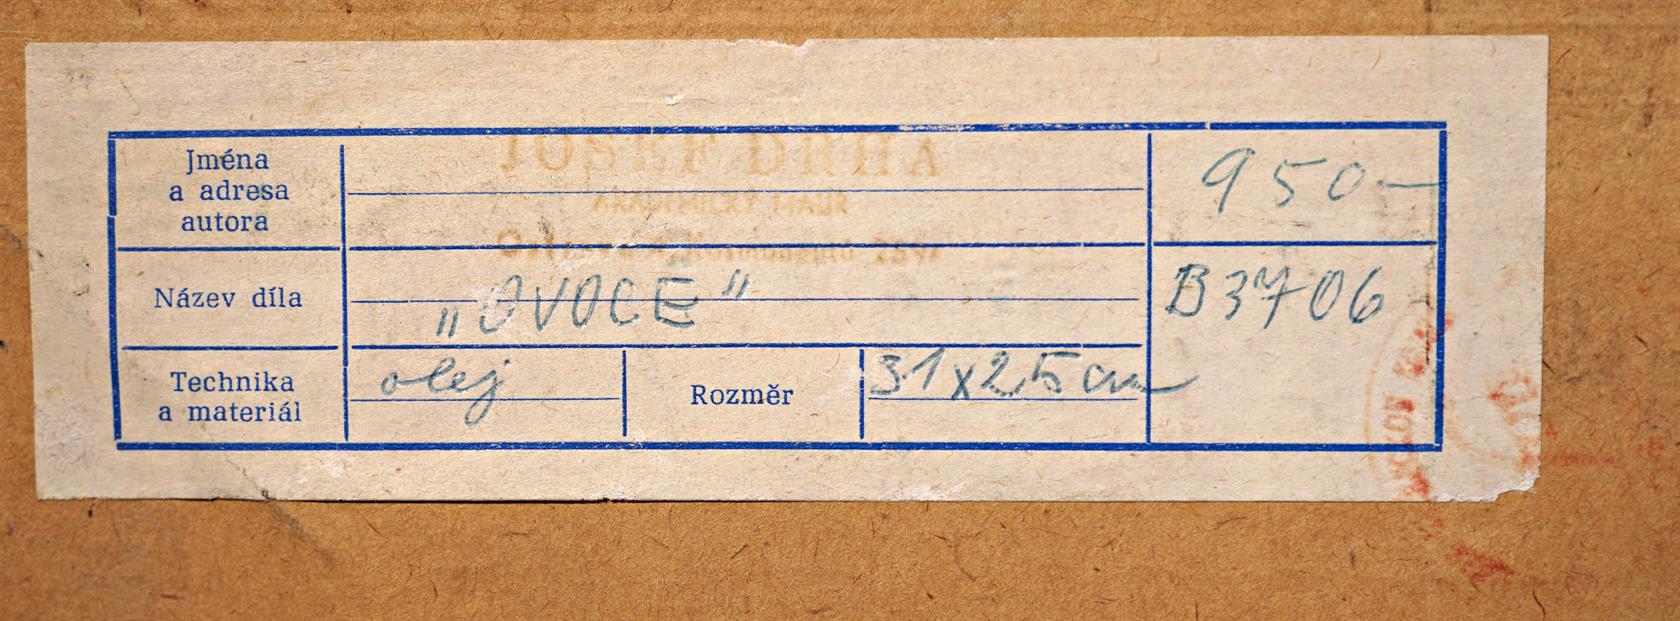 Jména
a adresa
autora
JOSEF DRHA
AKADEMICKÝ MALÍŘ
950-
Název díla
„OVOCE"
B3706
Technika
a materiál
olej
Rozměr
31x25 cm